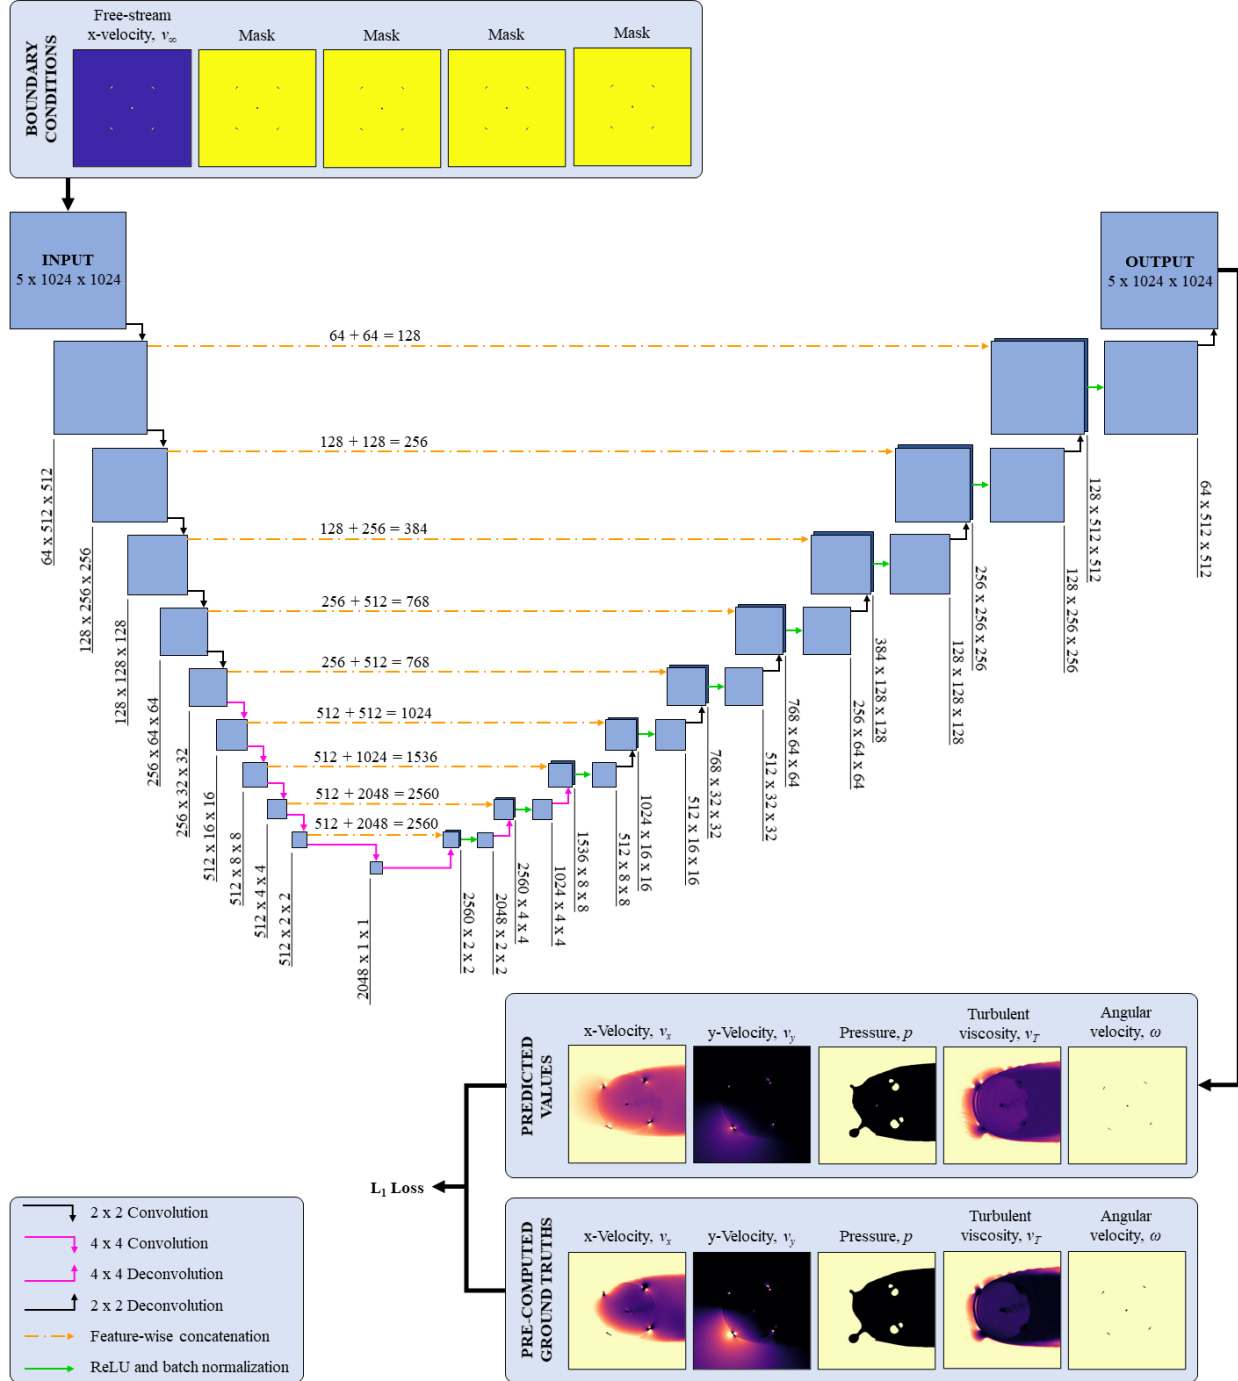 BOUNDARY
CONDITIONS
Free-stream
x-velocity, v∞
Mask
Mask
Mask
Mask
INPUT
5 x 1024 x 1024
OUTPUT
5 x 1024 x 1024
64 + 64 = 128
128 + 128 = 256
128 + 256 = 384
256 + 512 = 768
256 + 512 = 768
512 + 512 = 1024
512 + 1024 = 1536
512 + 2048 = 2560
512 + 2048 = 2560
64 x 512 x 512
128 x 256 x 256
128 x 128 x 128
256 x 64 x 64
256 x 32 x 32
512 x 16 x 16
512 x 8 x 8
512 x 4 x 4
512 x 2 x 2
2048 x 1 x 1
2560 x 2 x 2
2048 x 2 x 2
2560 x 4 x 4
1024 x 4 x 4
1536 x 8 x 8
512 x 8 x 8
1024 x 16 x 16
512 x 16 x 16
768 x 32 x 32
512 x 32 x 32
768 x 64 x 64
256 x 64 x 64
384 x 128 x 128
128 x 128 x 128
256 x 256 x 256
128 x 256 x 256
128 x 512 x 512
64 x 512 x 512
PREDICTED
VALUES
x-Velocity, vx
y-Velocity, vy
Pressure, p
Turbulent
viscosity, vT
Angular
velocity, ω
L1 Loss
PRE-COMPUTED
GROUND TRUTHS
x-Velocity, vx
y-Velocity, vy
Pressure, p
Turbulent
viscosity, vT
Angular
velocity, ω
2 x 2 Convolution
4 x 4 Convolution
4 x 4 Deconvolution
2 x 2 Deconvolution
Feature-wise concatenation
ReLU and batch normalization